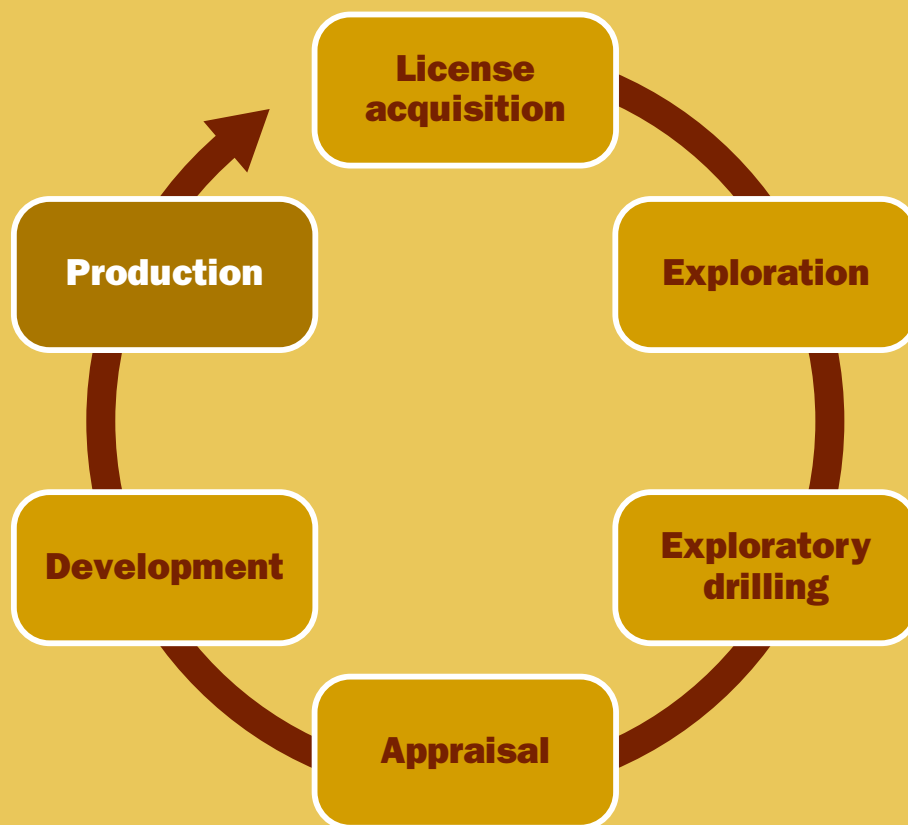 License
acquisition
Exploration
Exploratory
drilling
Appraisal
Development
Production